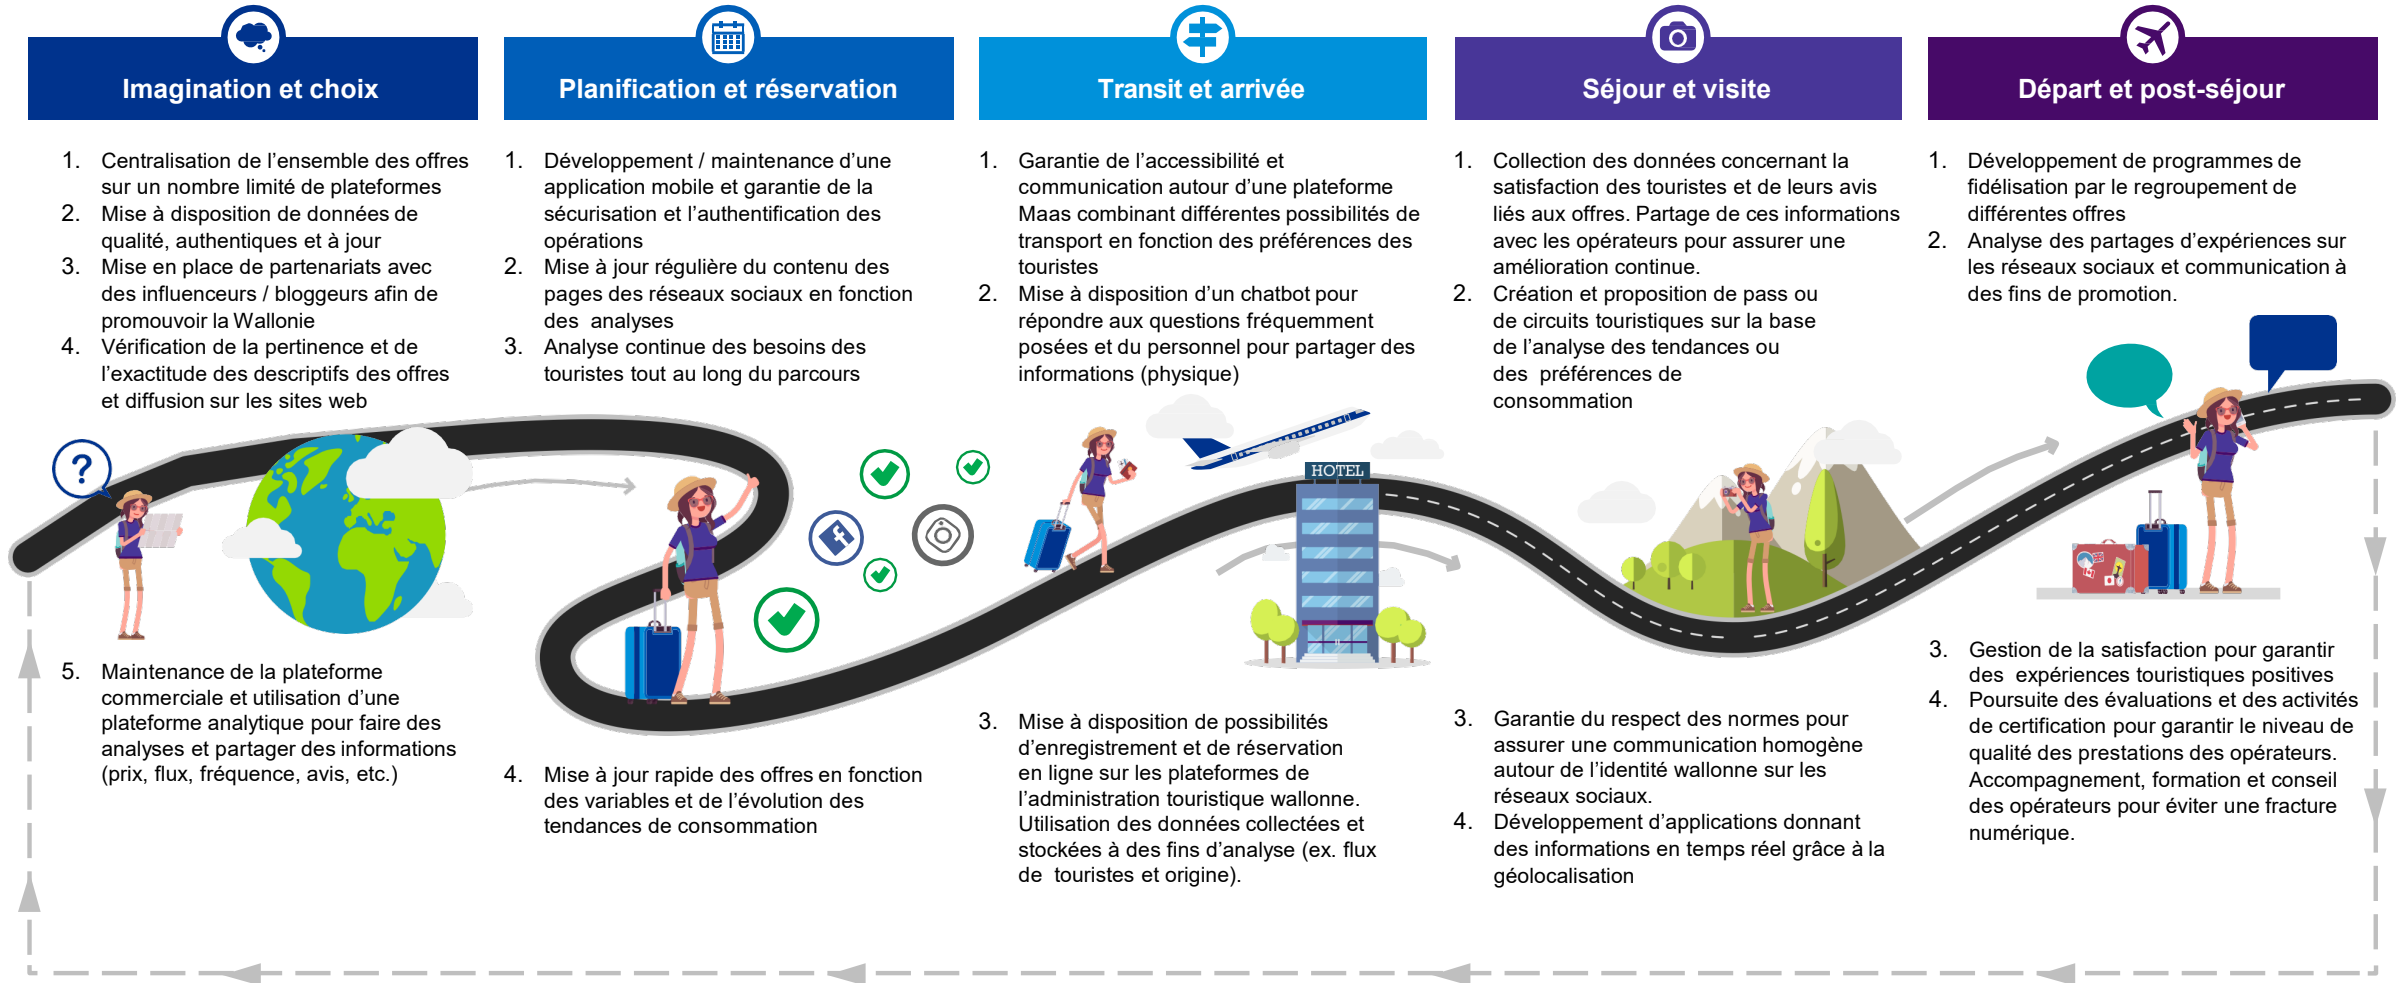 Imagination et choix
1. Centralisation de l’ensemble des offres
sur un nombre limité de plateformes
2. Mise à disposition de données de
qualité, authentiques et à jour
3. Mise en place de partenariats avec
des influenceurs / bloggeurs afin de
promouvoir la Wallonie
4. Vérification de la pertinence et de
l’exactitude des descriptifs des offres
et diffusion sur les sites web
?
5. Maintenance de la plateforme
commerciale et utilisation d’une
plateforme analytique pour faire des
analyses et partager des informations
(prix, flux, fréquence, avis, etc.)
Planification et réservation
1. Développement / maintenance d’une
application mobile et garantie de la
sécurisation et l’authentification des
opérations
2. Mise à jour régulière du contenu des
pages des réseaux sociaux en fonction
des analyses
3. Analyse continue des besoins des
touristes tout au long du parcours
4. Mise à jour rapide des offres en fonction
des variables et de l’évolution des
tendances de consommation
Transit et arrivée
1. Garantie de l’accessibilité et
communication autour d’une plateforme
Maas combinant différentes possibilités de
transport en fonction des préférences des
touristes
2. Mise à disposition d’un chatbot pour
répondre aux questions fréquemment
posées et du personnel pour partager des
informations (physique)
HOTEL
3. Mise à disposition de possibilités
d’enregistrement et de réservation
en ligne sur les plateformes de
l’administration touristique wallonne.
Utilisation des données collectées et
stockées à des fins d’analyse (ex. flux
de touristes et origine).
Séjour et visite
1. Collection des données concernant la
satisfaction des touristes et de leurs avis
liés aux offres. Partage de ces informations
avec les opérateurs pour assurer une
amélioration continue.
2. Création et proposition de pass ou
de circuits touristiques sur la base
de l’analyse des tendances ou
des préférences de
consommation
3. Garantie du respect des normes pour
assurer une communication homogène
autour de l’identité wallonne sur les
réseaux sociaux.
4. Développement d’applications donnant
des informations en temps réel grâce à la
géolocalisation
Départ et post-séjour
1. Développement de programmes de
fidélisation par le regroupement de
différentes offres
2. Analyse des partages d’expériences sur
les réseaux sociaux et communication à
des fins de promotion.
3. Gestion de la satisfaction pour garantir
des expériences touristiques positives
4. Poursuite des évaluations et des activités
de certification pour garantir le niveau de
qualité des prestations des opérateurs.
Accompagnement, formation et conseil
des opérateurs pour éviter une fracture
numérique.